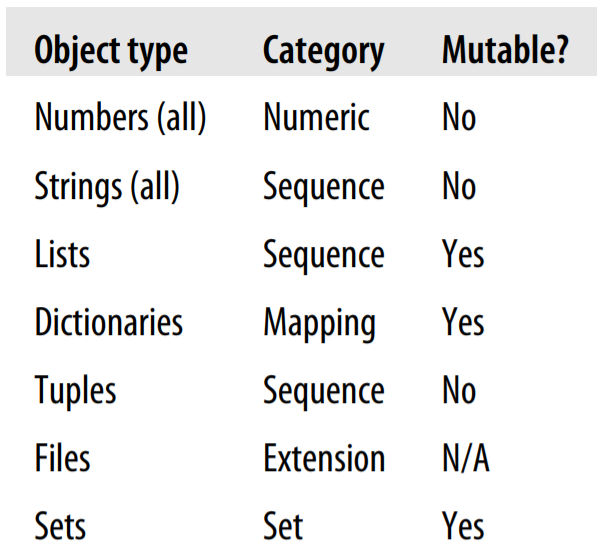 Object type Category Mutable?
Numbers (all) Numeric No
Strings (all) Sequence No
Lists Sequence Yes
Dictionaries Mapping Yes
Tuples Sequence No
Files Extension N/A
Sets Set Yes